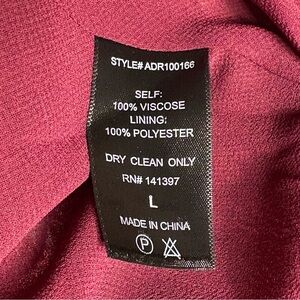 STYLE# ADR100166
SELF:
100% VISCOSE
LINING:
100% POLYESTER
DRY CLEAN ONLY
RN# 141397
L
MADE IN CHINA
P